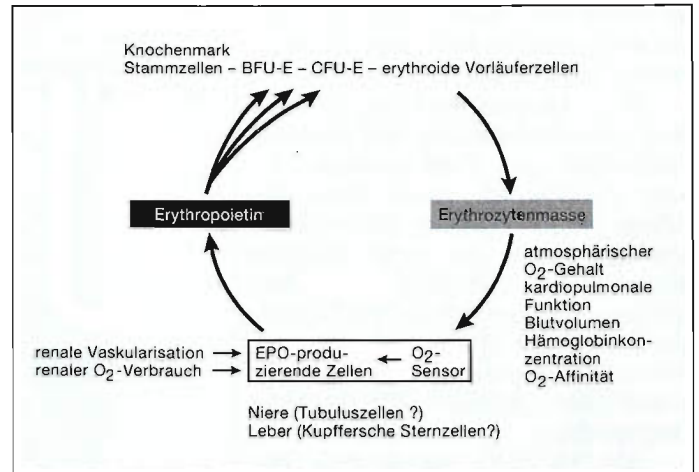 Knochenmark
Stammzellen – BFU-E – CFU-E – erythroide Vorläuferzellen
Erythropoietin
Erythrozytenmasse
atmosphärischer
O₂-Gehalt
kardiopulmonale
Funktion
Blutvolumen
Hämoglobinkon-
zentration
O₂-Affinität
renale Vaskularisation
renaler O₂-Verbrauch
EPO-produ-
zierende Zellen
O₂-
Sensor
Niere (Tubuluszellen ?)
Leber (Kupffersche Sternzellen?)